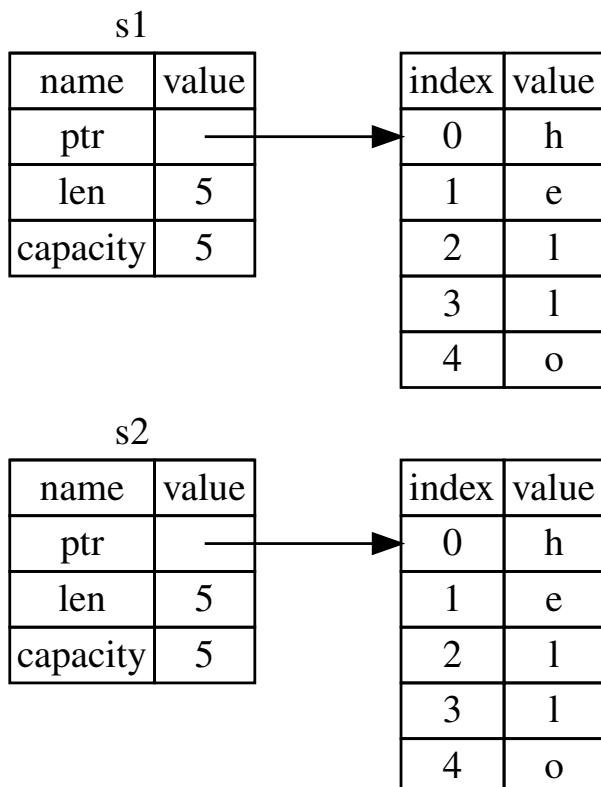 s1
name value
ptr
len 5
capacity 5
index value
0 h
1 e
2 l
3 l
4 o
s2
name value
ptr
len 5
capacity 5
index value
0 h
1 e
2 l
3 l
4 o